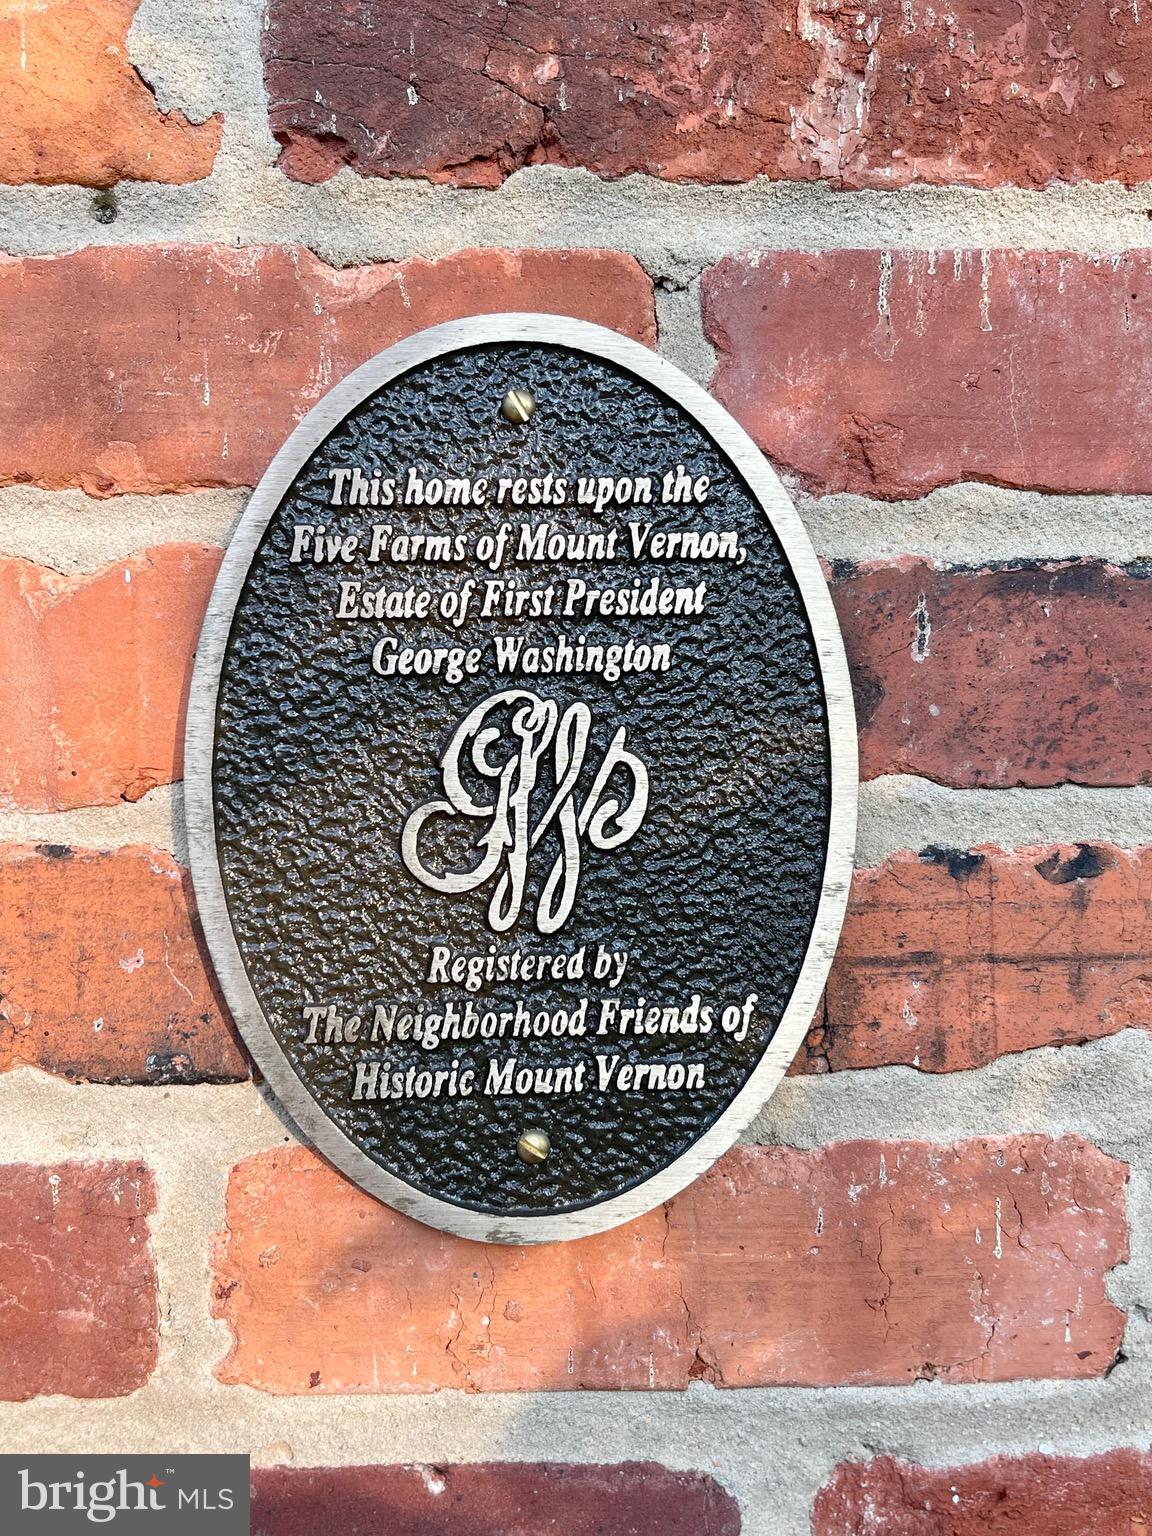 This home rests upon the
Five Farms of Mount Vernon,
Estate of First President
George Washington
Registered by
The Neighborhood Friends of
Historic Mount Vernon
bright™ MLS